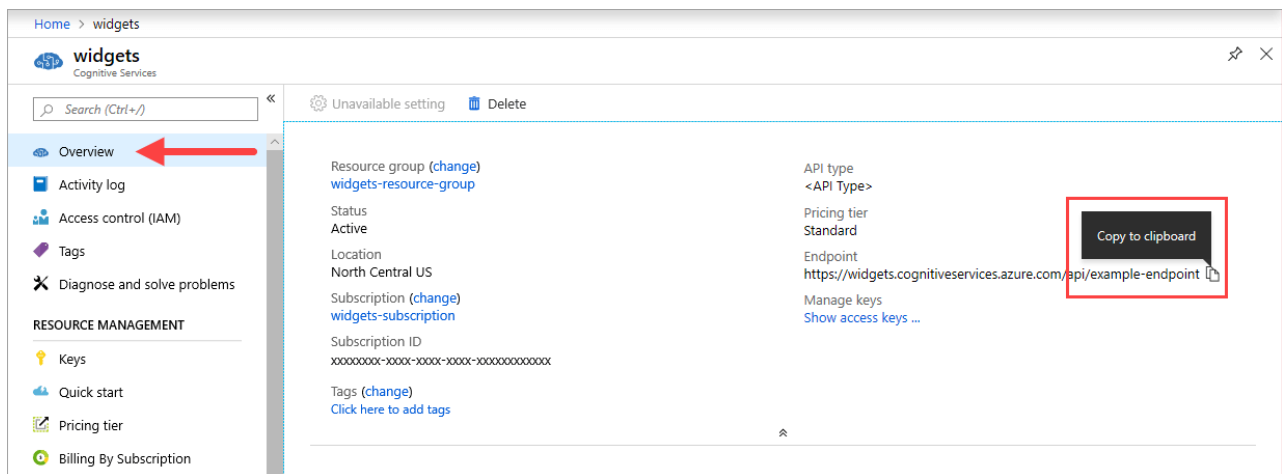 Home > widgets
widgets
Cognitive Services
Search (Ctrl+/)
«
Overview
Activity log
Access control (IAM)
Tags
Diagnose and solve problems
RESOURCE MANAGEMENT
Keys
Quick start
Pricing tier
Billing By Subscription
Unavailable setting
Delete
Resource group (change)
widgets-resource-group
Status
Active
Location
North Central US
Subscription (change)
widgets-subscription
Subscription ID
xxxxxxxx-xxxx-xxxx-xxxx-xxxxxxxxxxxx
Tags (change)
Click here to add tags
API type
<API Type>
Pricing tier
Standard
Copy to clipboard
Endpoint
https://widgets.cognitiveservices.azure.com/api/example-endpoint
Manage keys
Show access keys ...